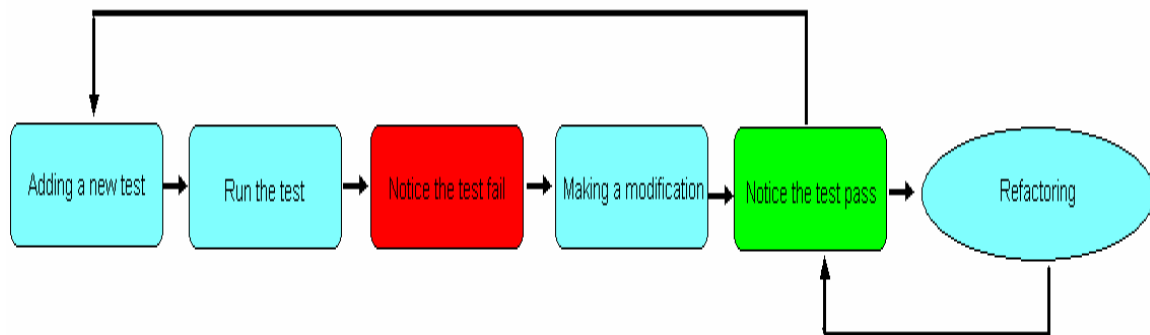 Adding a new test
Run the test
Notice the test fail
Making a modification
Notice the test pass
Refactoring